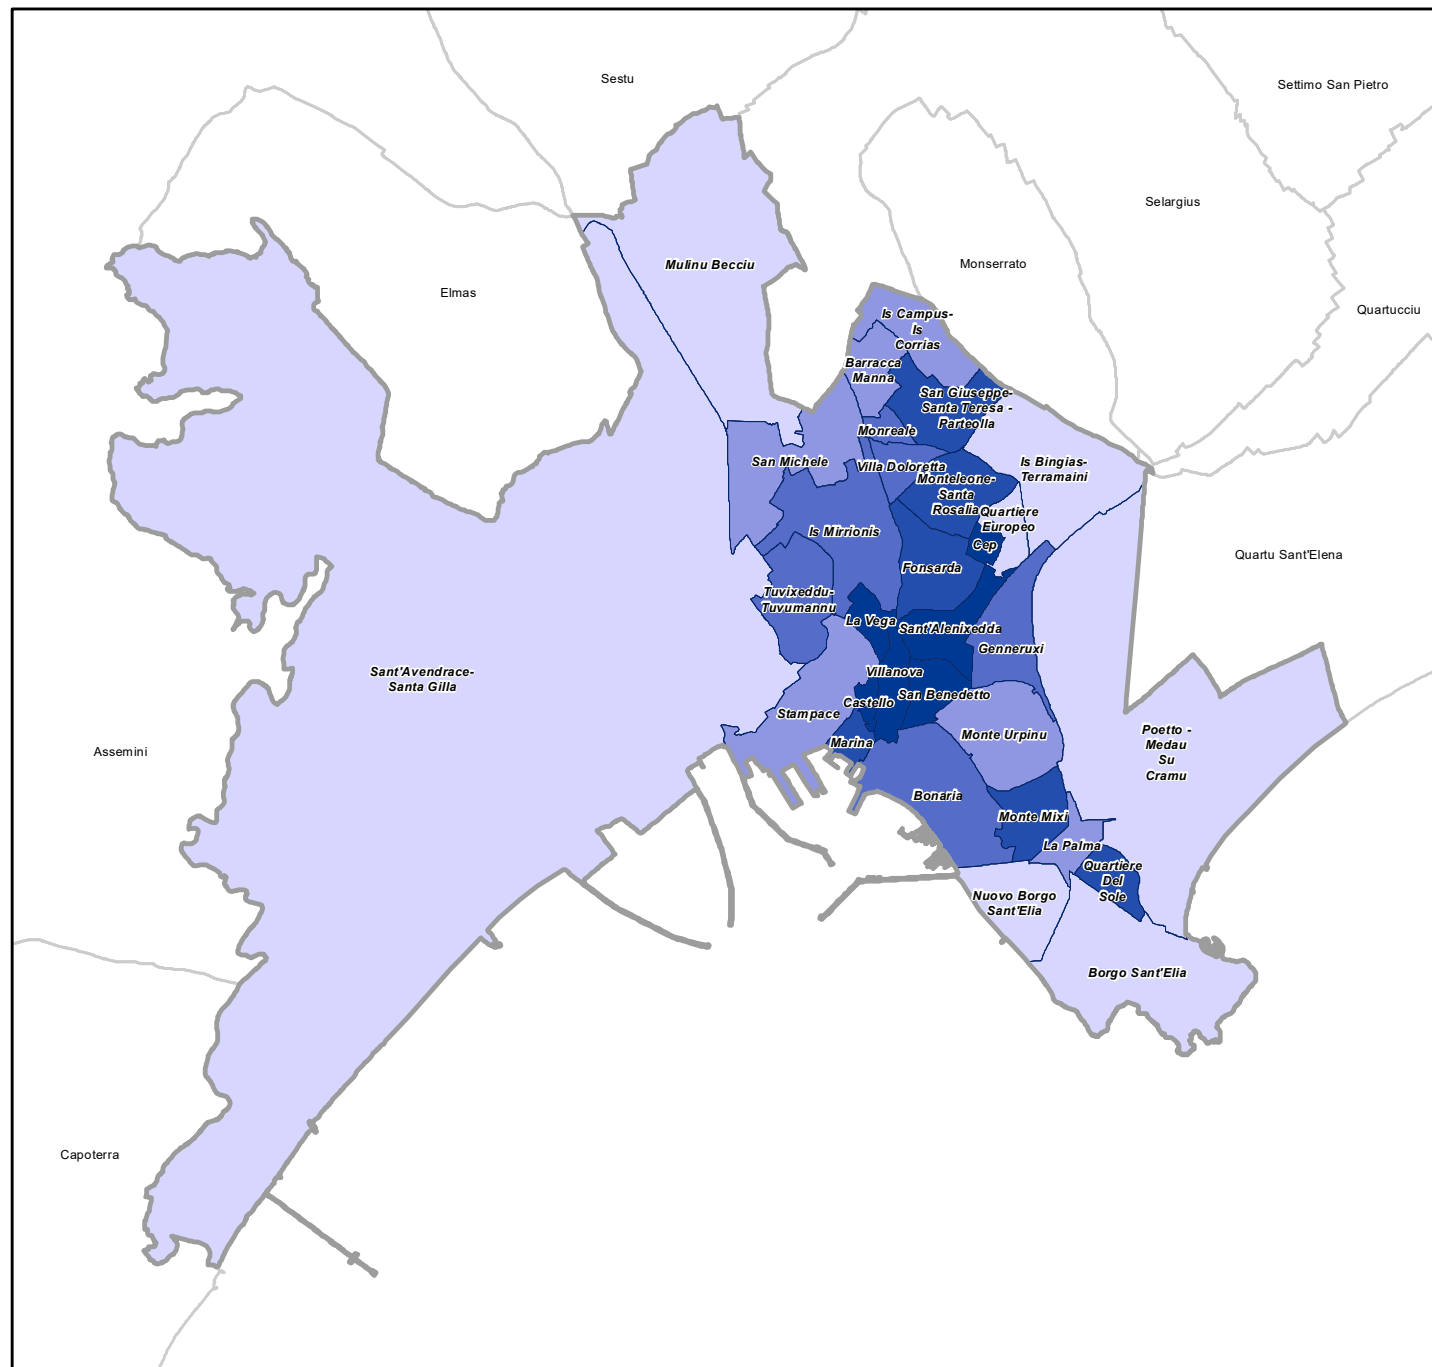 Sestu
Settimo San Pietro
Selargius
Mulinu Becciu
Monserrato
Elmas
Quartucciu
Is Campus-
Is
Corrias
Barracca
Manna
San Giuseppe-
Santa Teresa -
Parteolla
Monreale
San Michele
Villa Doloretta
Is Bingias-
Terramaini
Monteleone-
Santa
Rosalia
Quartiere
Europeo
Is Mirrionis
Cep
Quartu Sant'Elena
Fonsarda
Tuvixeddu-
Tuvumannu
La Vega
Sant'Alenixedda
Genneruxi
Sant'Avendrace-
Santa Gilla
Villanova
San Benedetto
Castello
Stampace
Marina
Monte Urpinu
Poetto -
Medau
Su
Cramu
Assemini
Bonaria
Monte Mixi
La Palma
Quartiere
Del
Sole
Nuovo Borgo
Sant'Elia
Borgo Sant'Elia
Capoterra